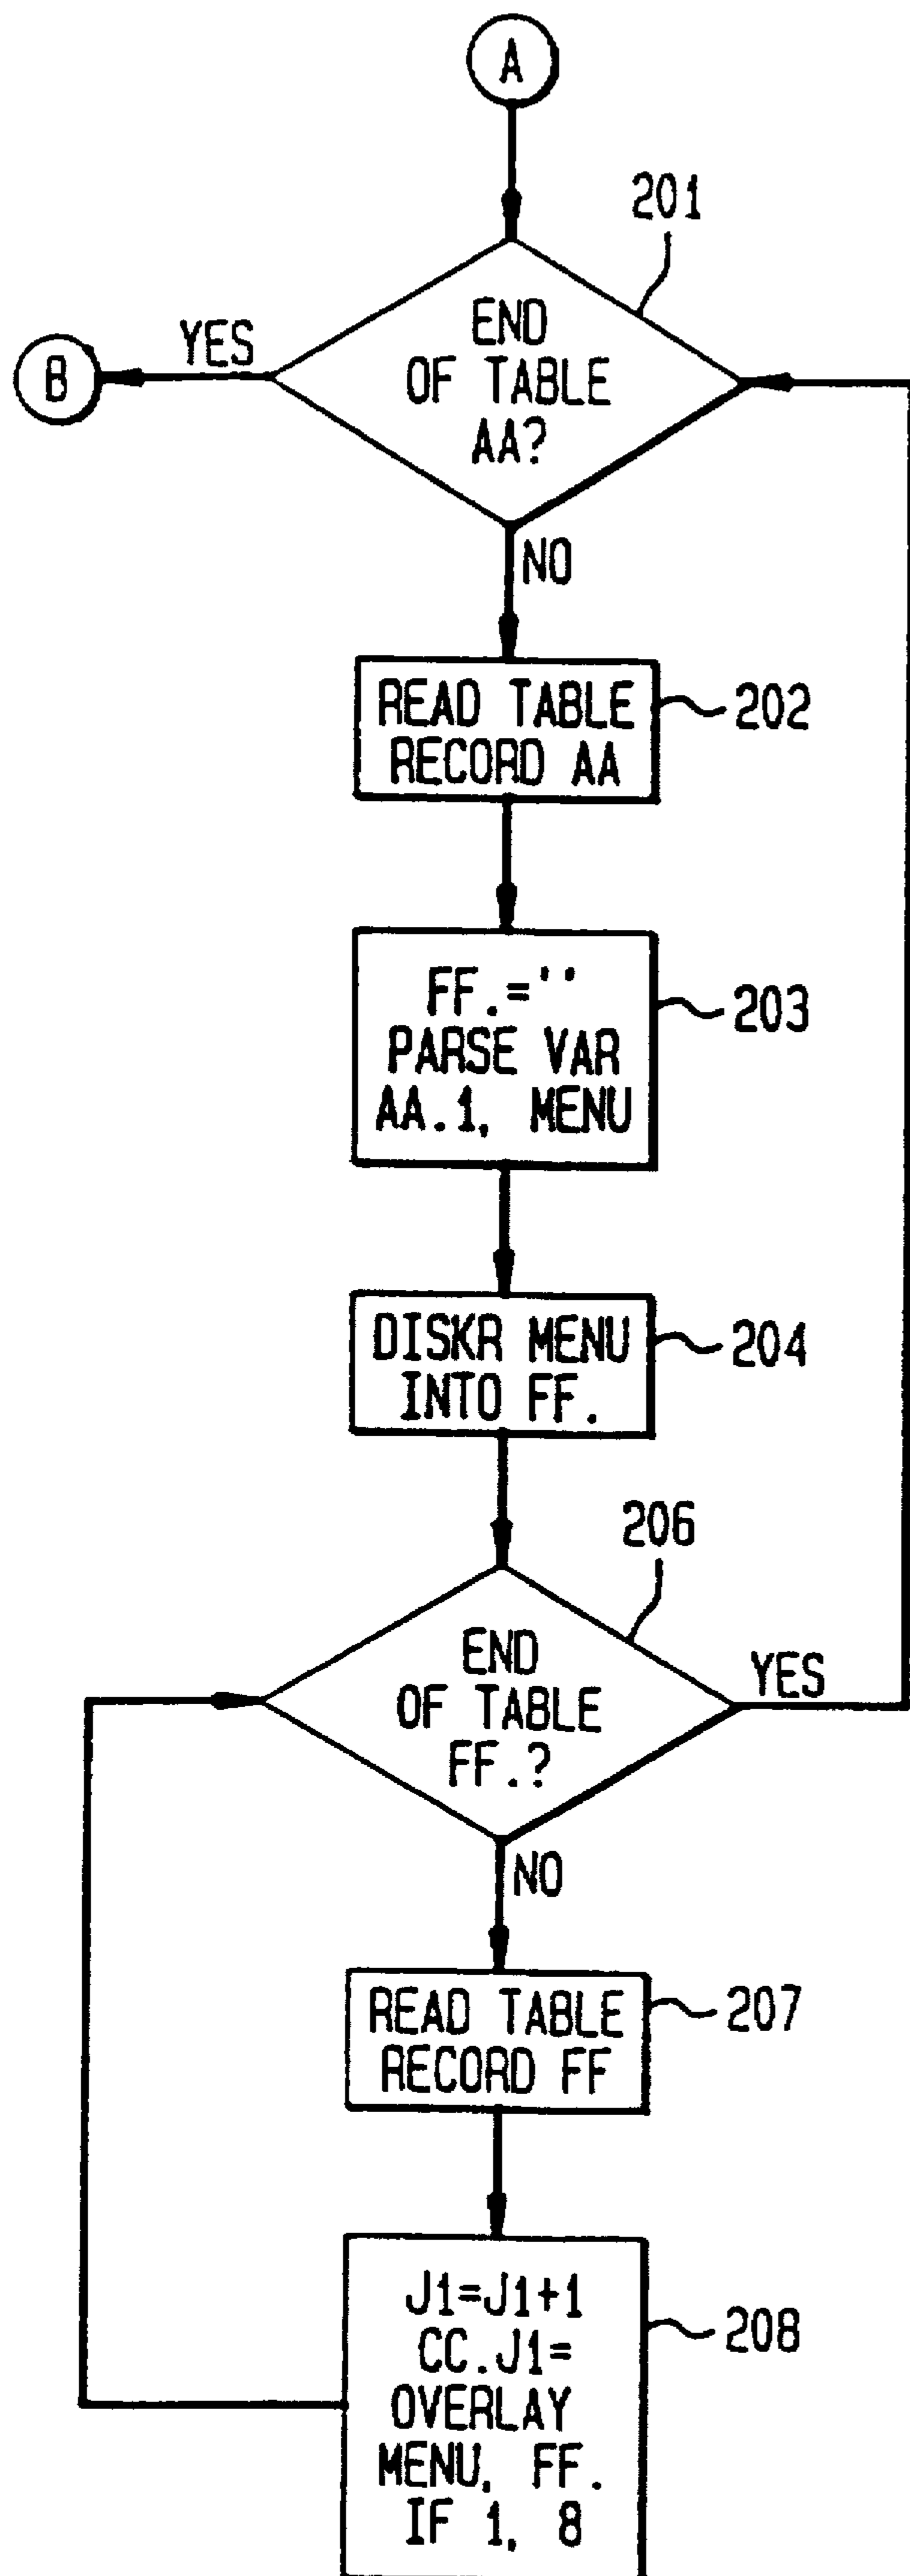 A
201
END
OF TABLE
AA?
YES
B
NO
READ TABLE
RECORD AA
202
FF.=''
PARSE VAR
AA.1, MENU
203
DISKR MENU
INTO FF.
204
206
END
OF TABLE
FF.?
YES
NO
READ TABLE
RECORD FF
207
J1=J1+1
CC.J1=
OVERLAY
MENU, FF.
IF 1, 8
208